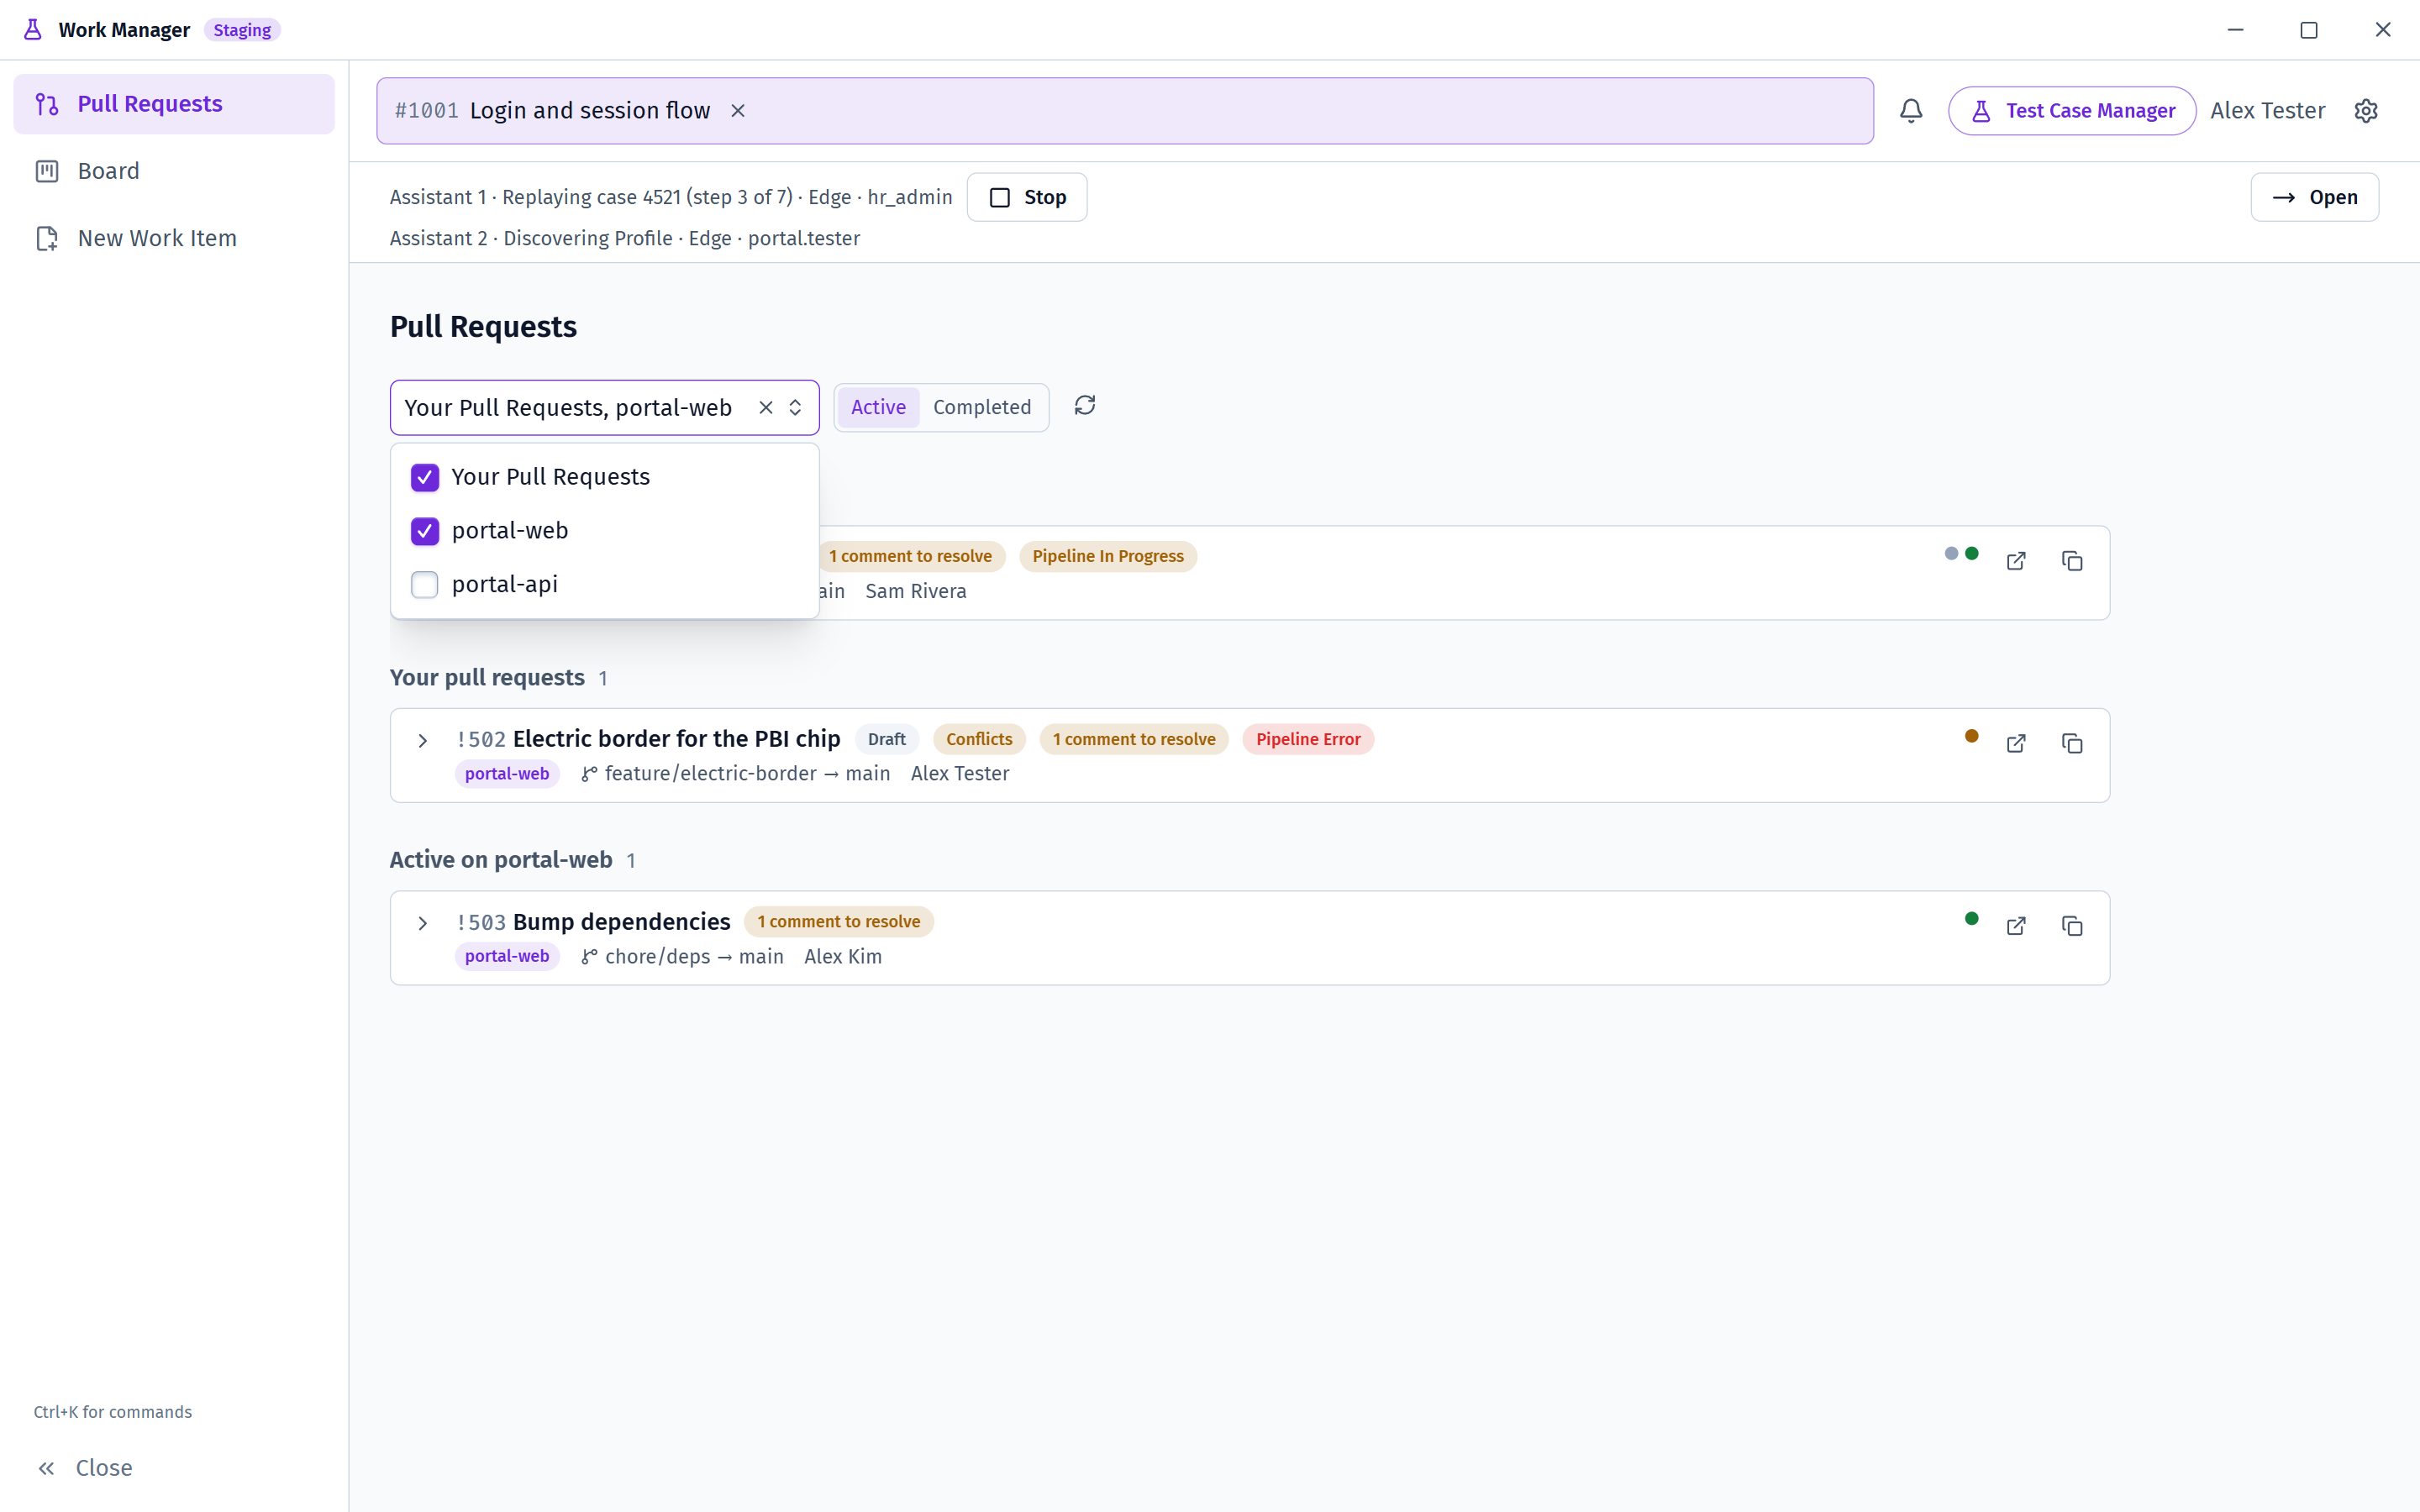 Work Manager Staging
Pull Requests
Board
New Work Item
#1001 Login and session flow
Test Case Manager
Alex Tester
Assistant 1 · Replaying case 4521 (step 3 of 7) · Edge · hr_admin
Stop
Open
Assistant 2 · Discovering Profile · Edge · portal.tester
Pull Requests
Your Pull Requests, portal-web
Active
Completed
Your Pull Requests
portal-web
portal-api
1 comment to resolve Pipeline In Progress
ain Sam Rivera
Your pull requests 1
!502 Electric border for the PBI chip Draft Conflicts 1 comment to resolve Pipeline Error
portal-web feature/electric-border → main Alex Tester
Active on portal-web 1
!503 Bump dependencies 1 comment to resolve
portal-web chore/deps → main Alex Kim
Ctrl+K for commands
Close